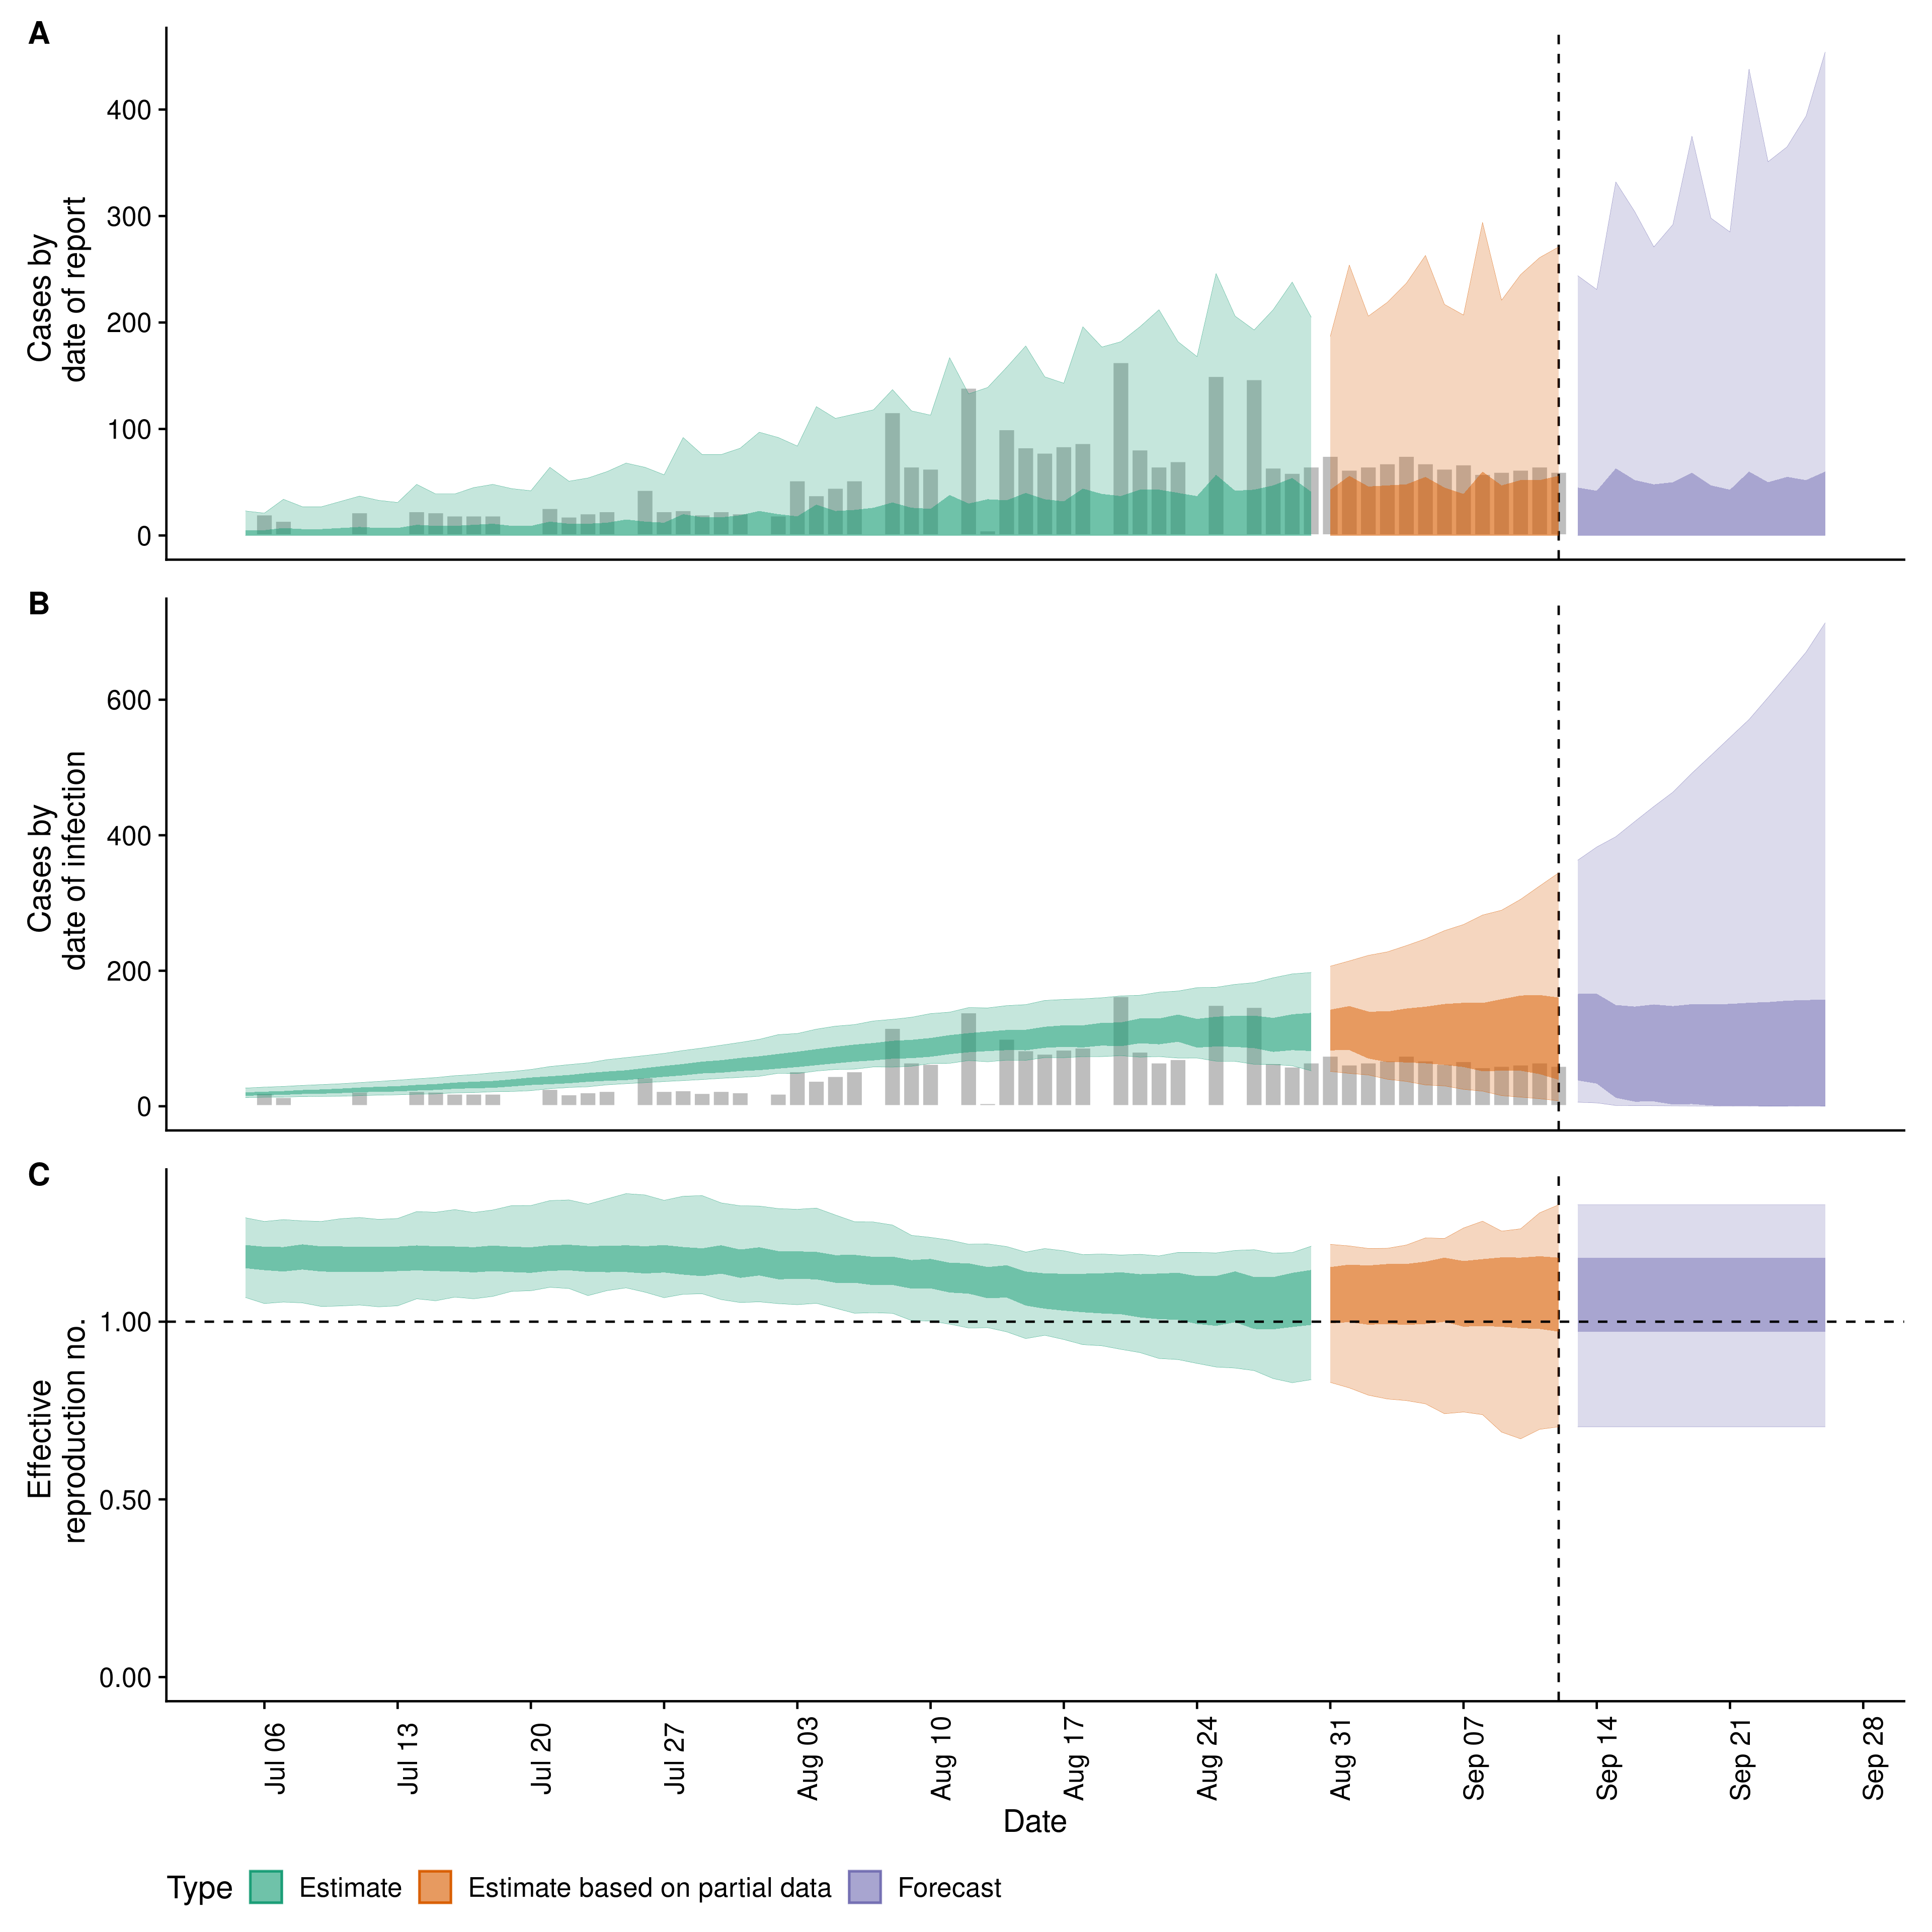 A
Cases by
date of report
400
300
200
100
0
B
Cases by
date of infection
600
400
200
0
C
Effective
reproduction no.
1.00
0.50
0.00
Jul 06
Jul 13
Jul 20
Jul 27
Aug 03
Aug 10
Aug 17
Aug 24
Aug 31
Sep 07
Sep 14
Sep 21
Sep 28
Date
Type Estimate Estimate based on partial data Forecast